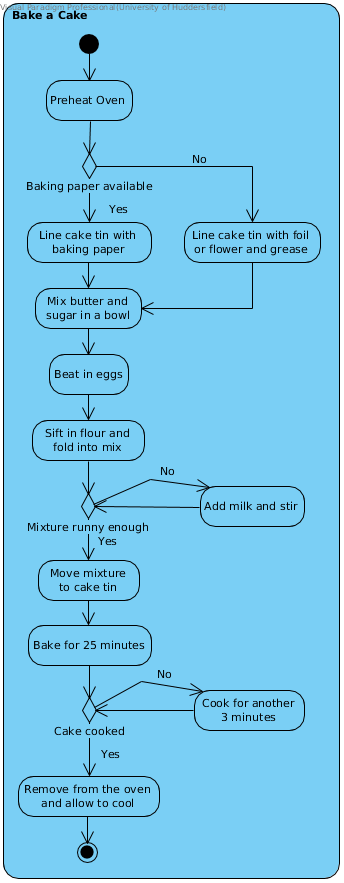 Visual Paradigm Professional(University of Huddersfield)
Bake a Cake
Preheat Oven
No
Baking paper available
Yes
Line cake tin with
baking paper
Line cake tin with foil
or flower and grease
Mix butter and
sugar in a bowl
Beat in eggs
Sift in flour and
fold into mix
No
Add milk and stir
Mixture runny enough
Yes
Move mixture
to cake tin
Bake for 25 minutes
No
Cook for another
3 minutes
Cake cooked
Yes
Remove from the oven
and allow to cool